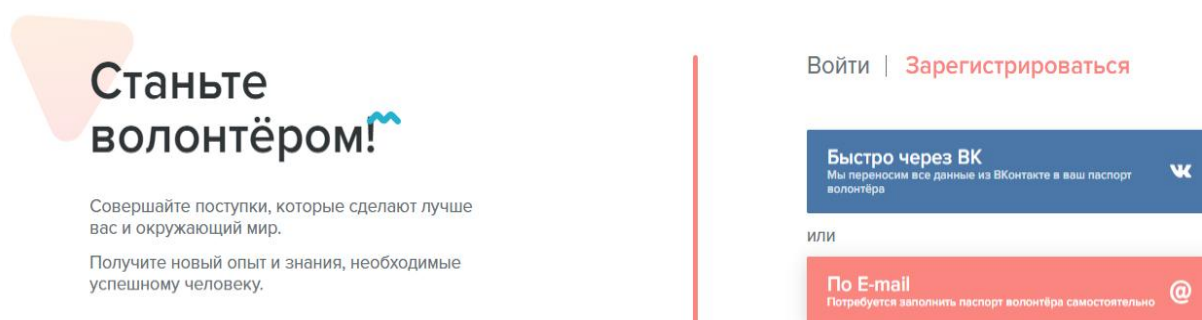 Станьте
волонтёром!
Совершайте поступки, которые сделают лучше
вас и окружающий мир.
Получите новый опыт и знания, необходимые
успешному человеку.
Войти | Зарегистрироваться
Быстро через ВК
Мы переносим все данные из ВКонтакте в ваш паспорт
волонтёра
или
По E-mail
Потребуется заполнить паспорт волонтёра самостоятельно
@